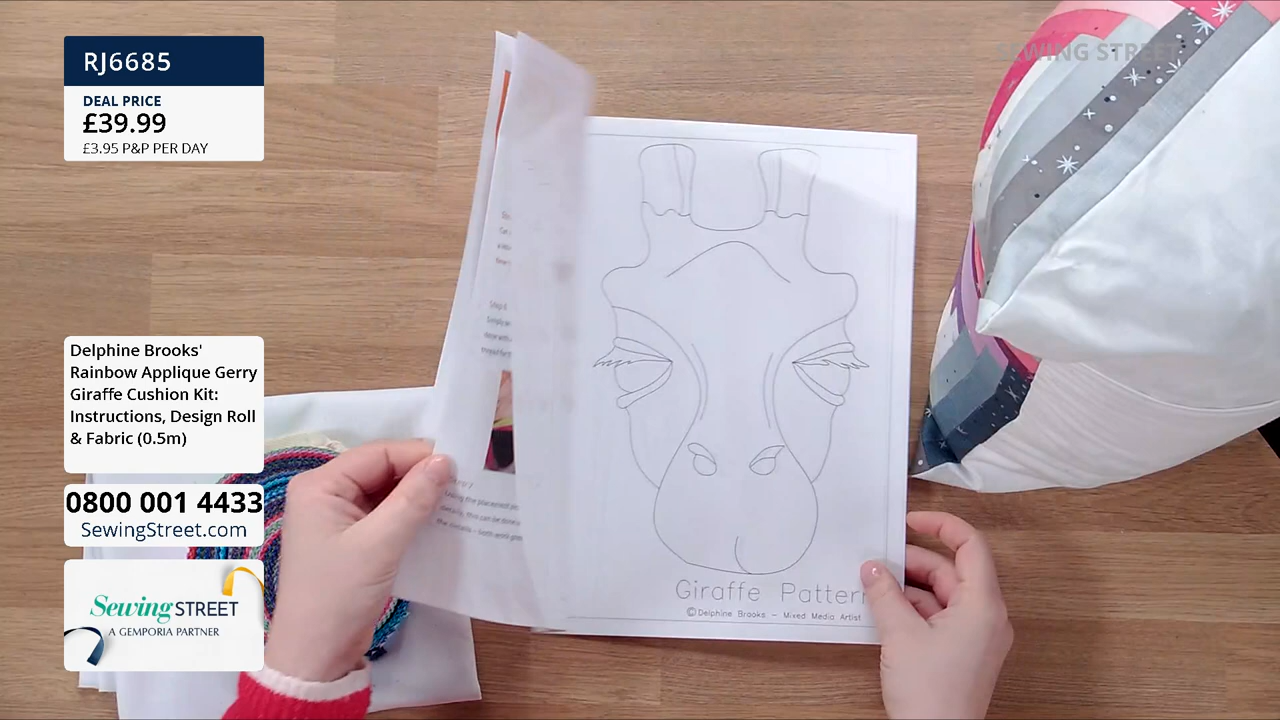 RJ6685
DEAL PRICE
£39.99
£3.95 P&P PER DAY
SEWING STREET
Delphine Brooks'
Rainbow Applique Gerry
Giraffe Cushion Kit:
Instructions, Design Roll
& Fabric (0.5m)
0800 001 4433
SewingStreet.com
Sewing STREET
A GEMPORIA PARTNER
Giraffe Pattern
©Delphine Brooks – Mixed Media Artist